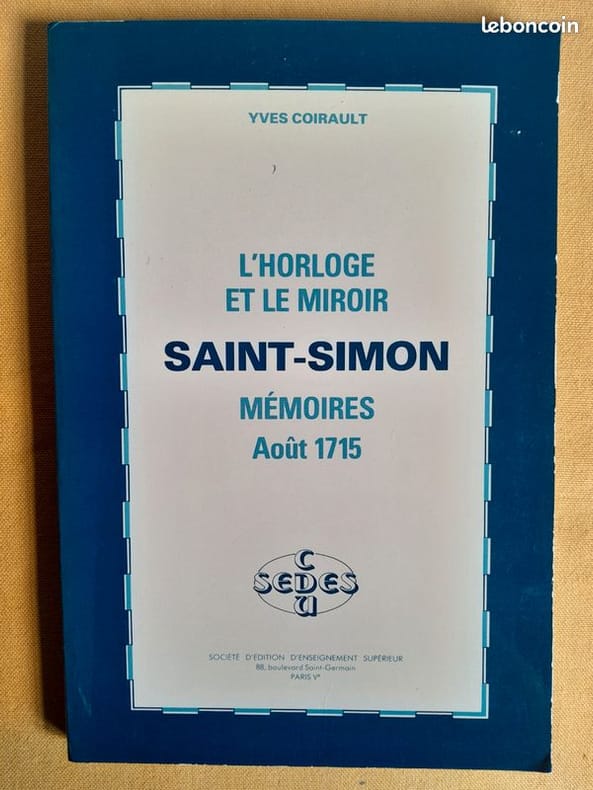 leboncoin
YVES COIRAULT
L'HORLOGE
ET LE MIROIR
SAINT-SIMON
MÉMOIRES
Août 1715
C
SEDES
U
SOCIÉTÉ D'ÉDITION D'ENSEIGNEMENT SUPÉRIEUR
88, boulevard Saint-Germain
PARIS Vᵉ